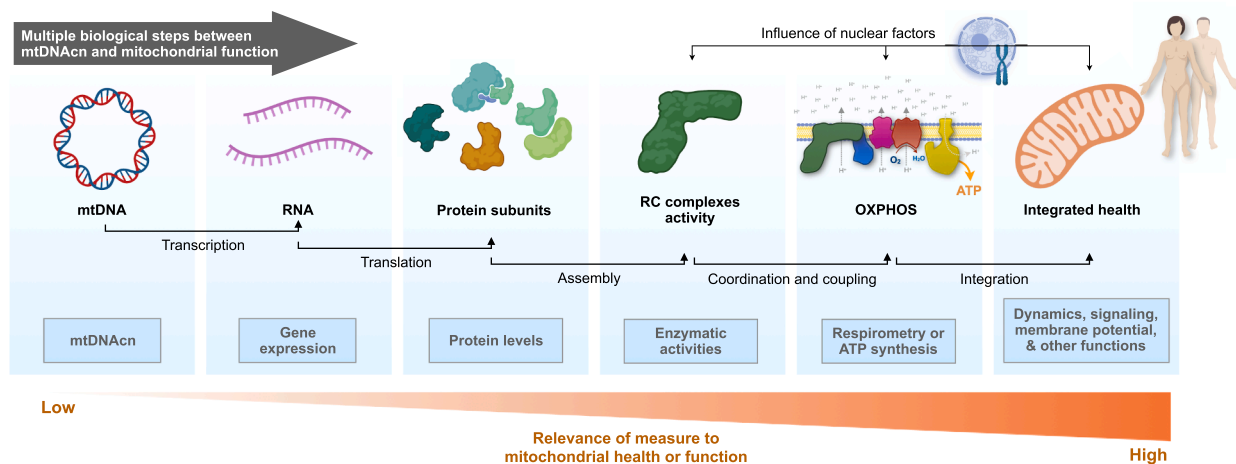 Multiple biological steps between
mtDNAcn and mitochondrial function
Influence of nuclear factors
H⁺ H⁺ H⁺ H⁺ H⁺ H⁺
O₂
H₂O
H⁺ H⁺ H⁺
ATP
mtDNA
RNA
Protein subunits
RC complexes
activity
OXPHOS
Integrated health
Transcription
Translation
Assembly
Coordination and coupling
Integration
mtDNAcn
Gene
expression
Protein levels
Enzymatic
activities
Respirometry or
ATP synthesis
Dynamics, signaling,
membrane potential,
& other functions
Low
Relevance of measure to
mitochondrial health or function
High